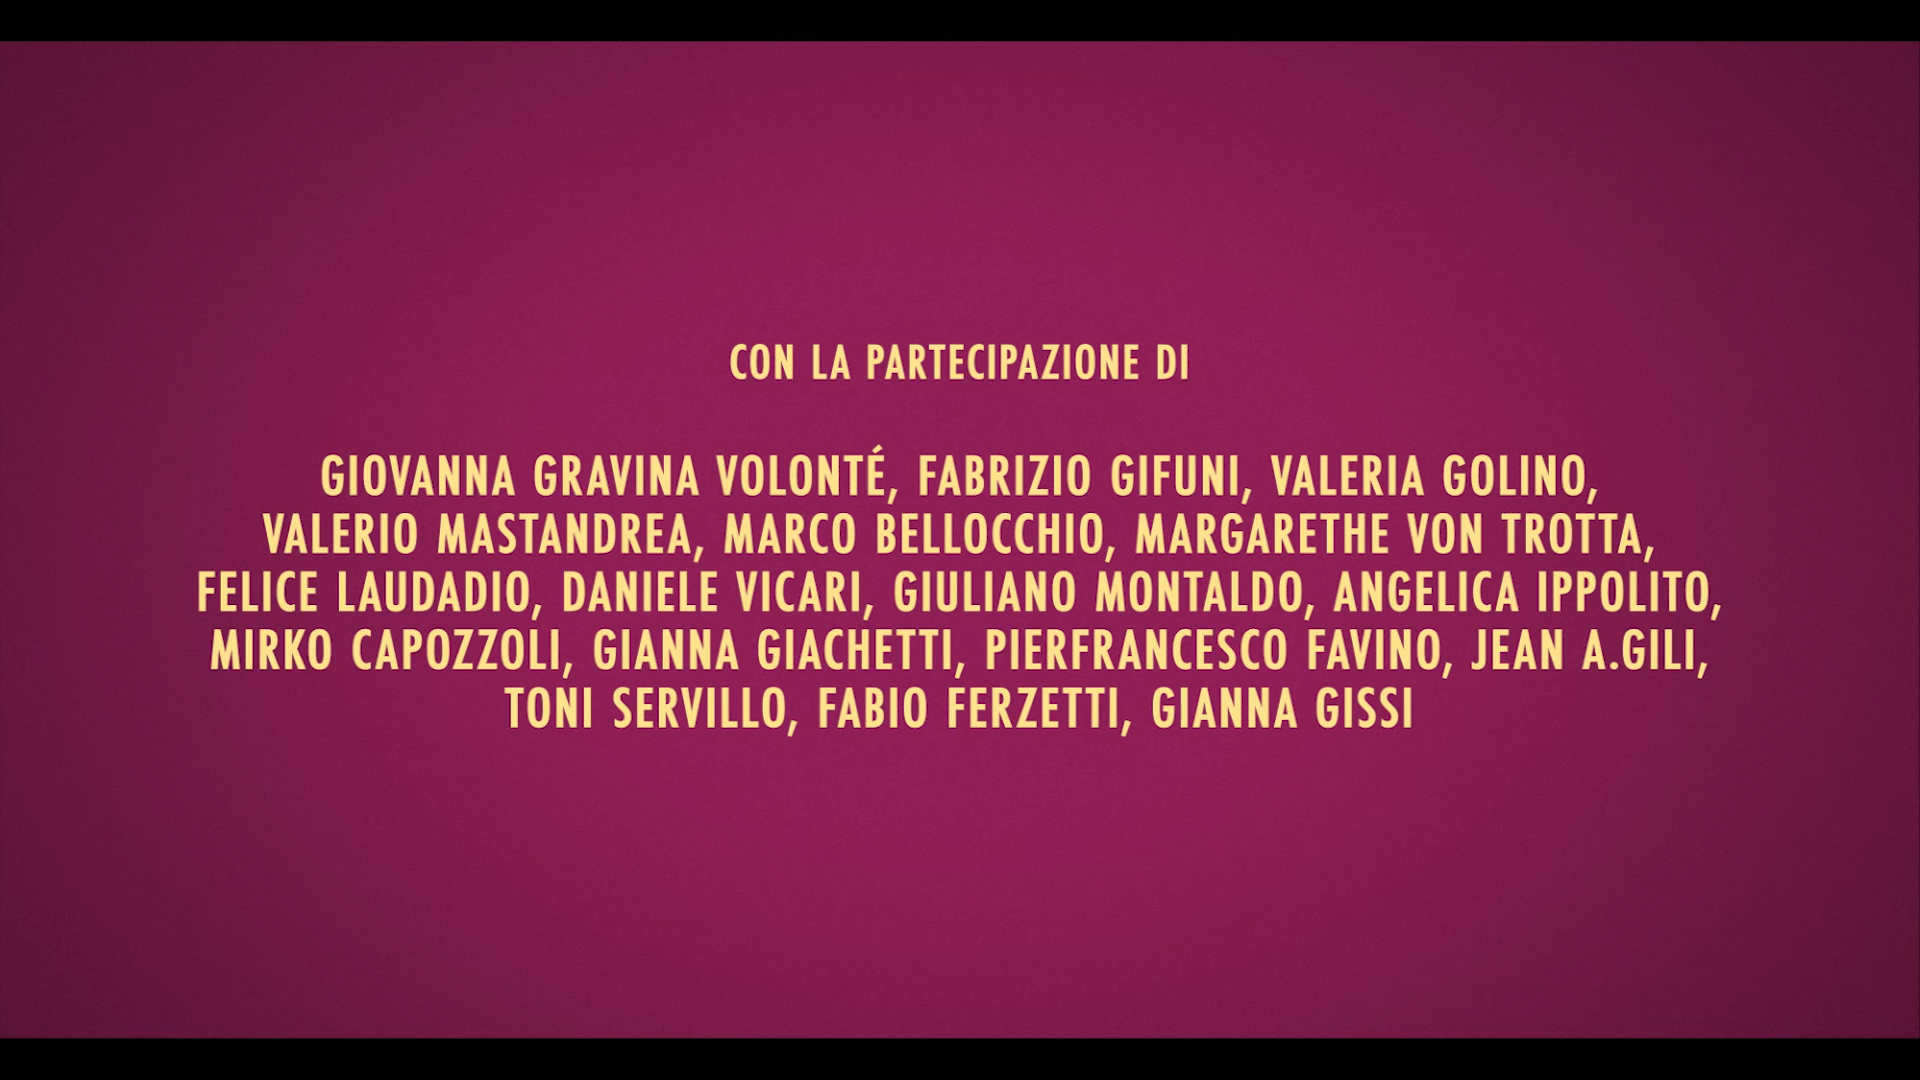 CON LA PARTECIPAZIONE DI
GIOVANNA GRAVINA VOLONTÉ, FABRIZIO GIFUNI, VALERIA GOLINO,
VALERIO MASTANDREA, MARCO BELLOCCHIO, MARGARETHE VON TROTTA,
FELICE LAUDADIO, DANIELE VICARI, GIULIANO MONTALDO, ANGELICA IPPOLITO,
MIRKO CAPOZZOLI, GIANNA GIACHETTI, PIERFRANCESCO FAVINO, JEAN A.GILI,
TONI SERVILLO, FABIO FERZETTI, GIANNA GISSI